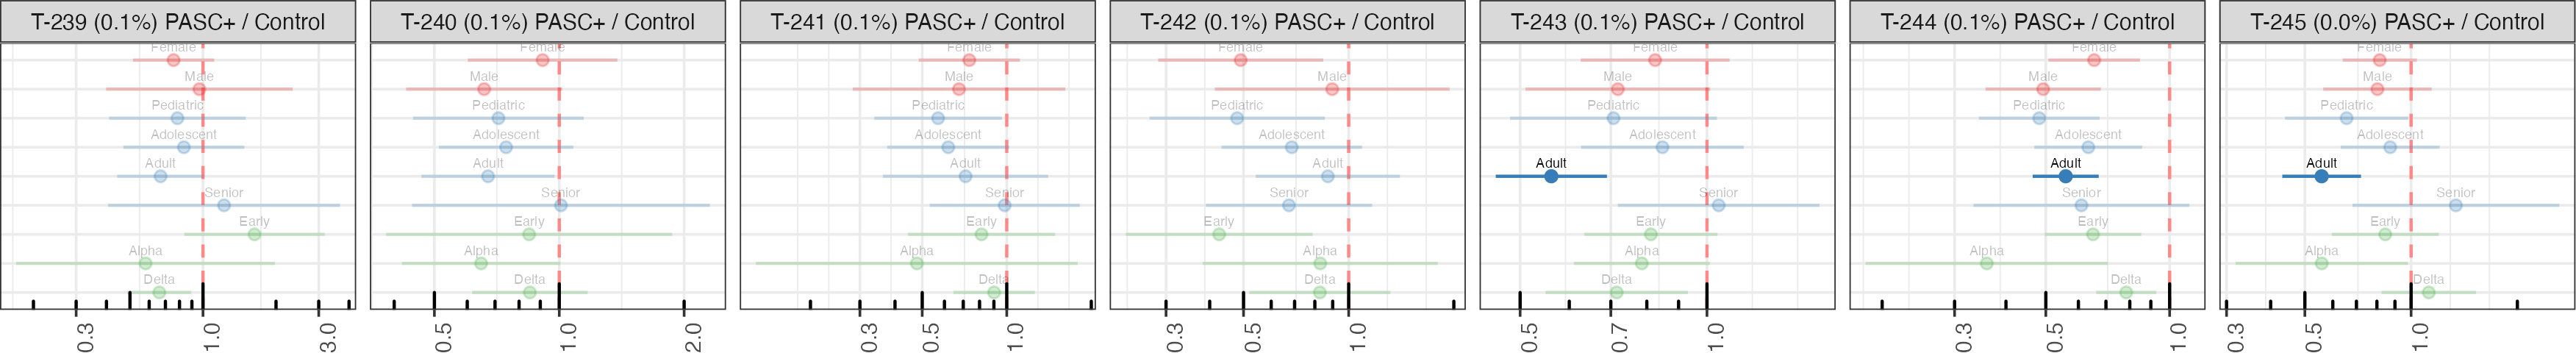 T-239 (0.1%) PASC+ / Control
Female
Male
Pediatric
Adolescent
Adult
Senior
Early
Alpha
Delta
0.3
1.0
3.0
T-240 (0.1%) PASC+ / Control
Female
Male
Pediatric
Adolescent
Adult
Senior
Early
Alpha
Delta
0.5
1.0
2.0
T-241 (0.1%) PASC+ / Control
Female
Male
Pediatric
Adolescent
Adult
Senior
Early
Alpha
Delta
0.3
0.5
1.0
T-242 (0.1%) PASC+ / Control
Female
Male
Pediatric
Adolescent
Adult
Senior
Early
Alpha
Delta
0.3
0.5
1.0
T-243 (0.1%) PASC+ / Control
Female
Male
Pediatric
Adolescent
Adult
Senior
Early
Alpha
Delta
0.5
0.7
1.0
T-244 (0.1%) PASC+ / Control
Female
Male
Pediatric
Adolescent
Adult
Senior
Early
Alpha
Delta
0.3
0.5
1.0
T-245 (0.0%) PASC+ / Control
Female
Male
Pediatric
Adolescent
Adult
Senior
Early
Alpha
Delta
0.3
0.5
1.0